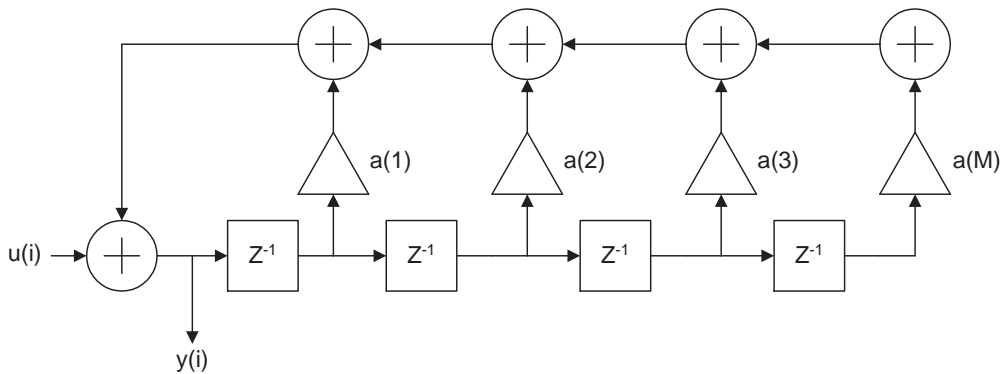 a(1) a(2) a(3) a(M)
u(i) Z⁻¹ Z⁻¹ Z⁻¹ Z⁻¹
y(i)